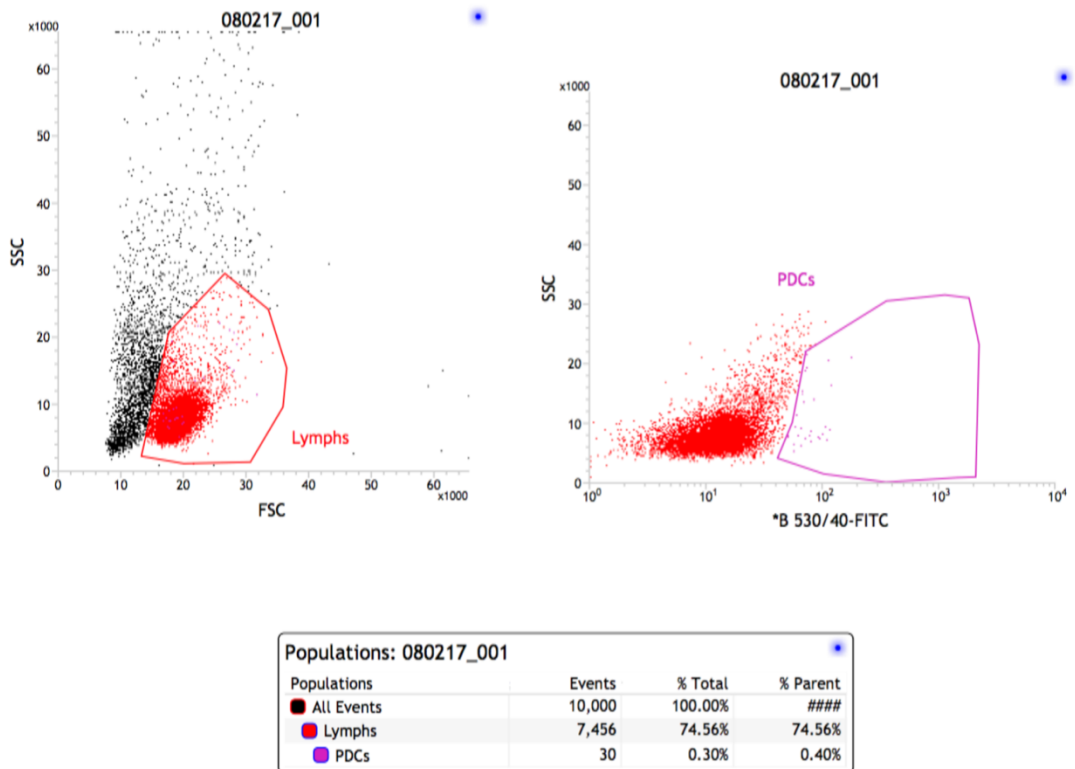 080217_001
x1000
60
50
40
30
20
10
0
SSC
Lymphs
0 10 20 30 40 50 60
x1000
FSC
080217_001
x1000
60
50
40
30
20
10
0
SSC
PDCs
10^0 10^1 10^2 10^3 10^4
*B 530/40-FITC
Populations: 080217_001
Populations Events % Total % Parent
All Events 10,000 100.00% ####
Lymphs 7,456 74.56% 74.56%
PDCs 30 0.30% 0.40%